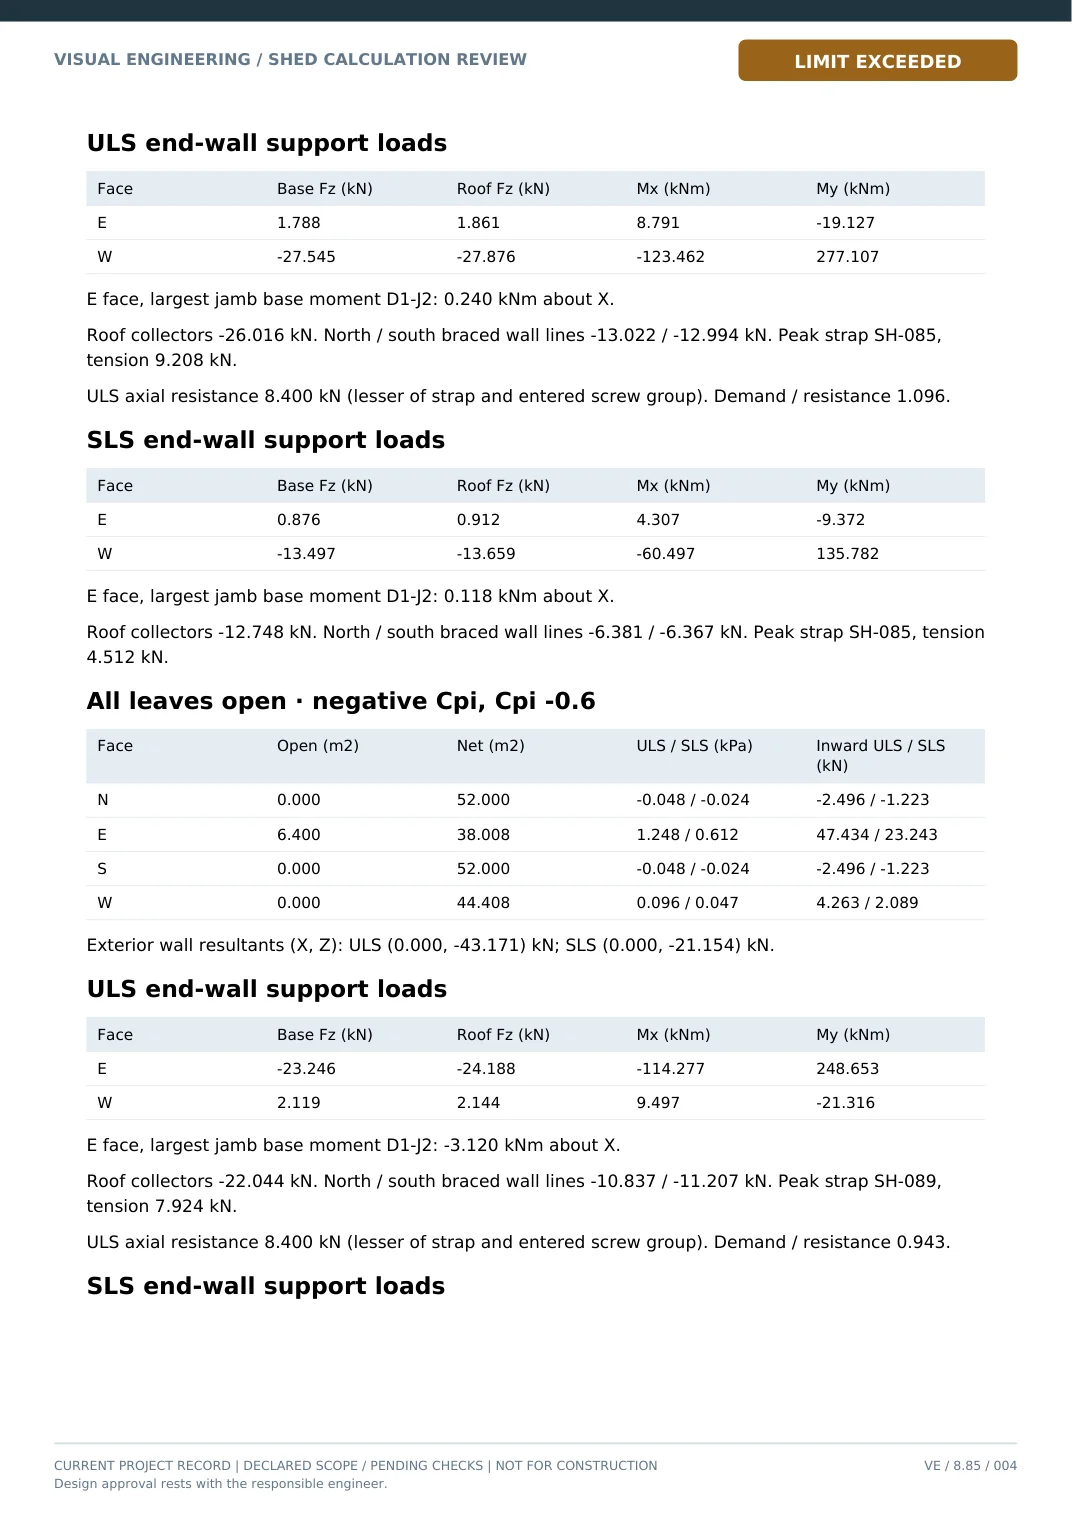 VISUAL ENGINEERING / SHED CALCULATION REVIEW
LIMIT EXCEEDED
ULS end-wall support loads
Face Base Fz (kN) Roof Fz (kN) Mx (kNm) My (kNm)
E 1.788 1.861 8.791 -19.127
W -27.545 -27.876 -123.462 277.107
E face, largest jamb base moment D1-J2: 0.240 kNm about X.
Roof collectors -26.016 kN. North / south braced wall lines -13.022 / -12.994 kN. Peak strap SH-085,
tension 9.208 kN.
ULS axial resistance 8.400 kN (lesser of strap and entered screw group). Demand / resistance 1.096.
SLS end-wall support loads
Face Base Fz (kN) Roof Fz (kN) Mx (kNm) My (kNm)
E 0.876 0.912 4.307 -9.372
W -13.497 -13.659 -60.497 135.782
E face, largest jamb base moment D1-J2: 0.118 kNm about X.
Roof collectors -12.748 kN. North / south braced wall lines -6.381 / -6.367 kN. Peak strap SH-085, tension
4.512 kN.
All leaves open · negative Cpi, Cpi -0.6
Face Open (m2) Net (m2) ULS / SLS (kPa) Inward ULS / SLS
(kN)
N 0.000 52.000 -0.048 / -0.024 -2.496 / -1.223
E 6.400 38.008 1.248 / 0.612 47.434 / 23.243
S 0.000 52.000 -0.048 / -0.024 -2.496 / -1.223
W 0.000 44.408 0.096 / 0.047 4.263 / 2.089
Exterior wall resultants (X, Z): ULS (0.000, -43.171) kN; SLS (0.000, -21.154) kN.
ULS end-wall support loads
Face Base Fz (kN) Roof Fz (kN) Mx (kNm) My (kNm)
E -23.246 -24.188 -114.277 248.653
W 2.119 2.144 9.497 -21.316
E face, largest jamb base moment D1-J2: -3.120 kNm about X.
Roof collectors -22.044 kN. North / south braced wall lines -10.837 / -11.207 kN. Peak strap SH-089,
tension 7.924 kN.
ULS axial resistance 8.400 kN (lesser of strap and entered screw group). Demand / resistance 0.943.
SLS end-wall support loads
CURRENT PROJECT RECORD | DECLARED SCOPE / PENDING CHECKS | NOT FOR CONSTRUCTION
VE / 8.85 / 004
Design approval rests with the responsible engineer.